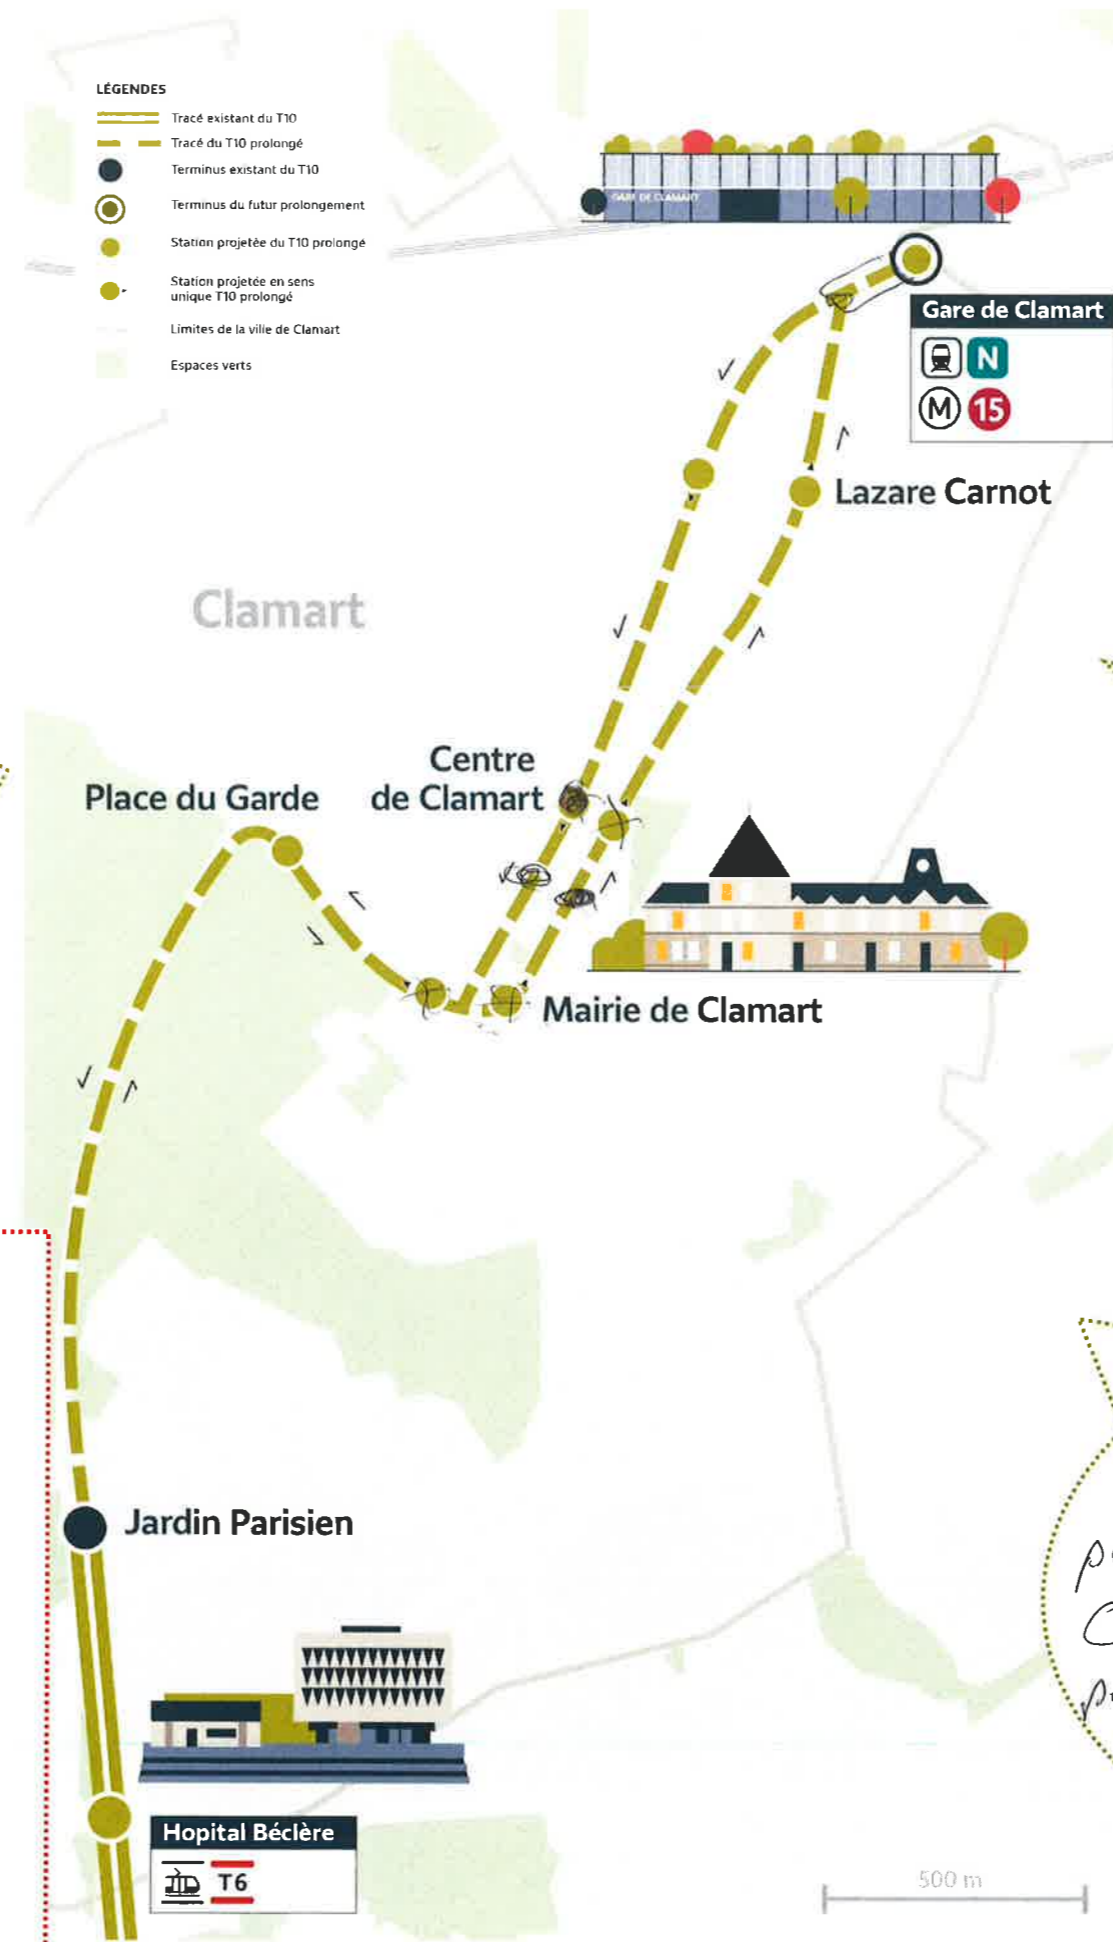 LÉGENDES
Tracé existant du T10
Tracé du T10 prolongé
Terminus existant du T10
Terminus du futur prolongement
Station projetée du T10 prolongé
Station projetée en sens
unique T10 prolongé
Limites de la ville de Clamart
Espaces verts
GARE DE CLAMART
Gare de Clamart
N
M 15
Lazare Carnot
Clamart
Centre
de Clamart
Place du Garde
Mairie de Clamart
Jardin Parisien
Hopital Béclère
T6
500 m